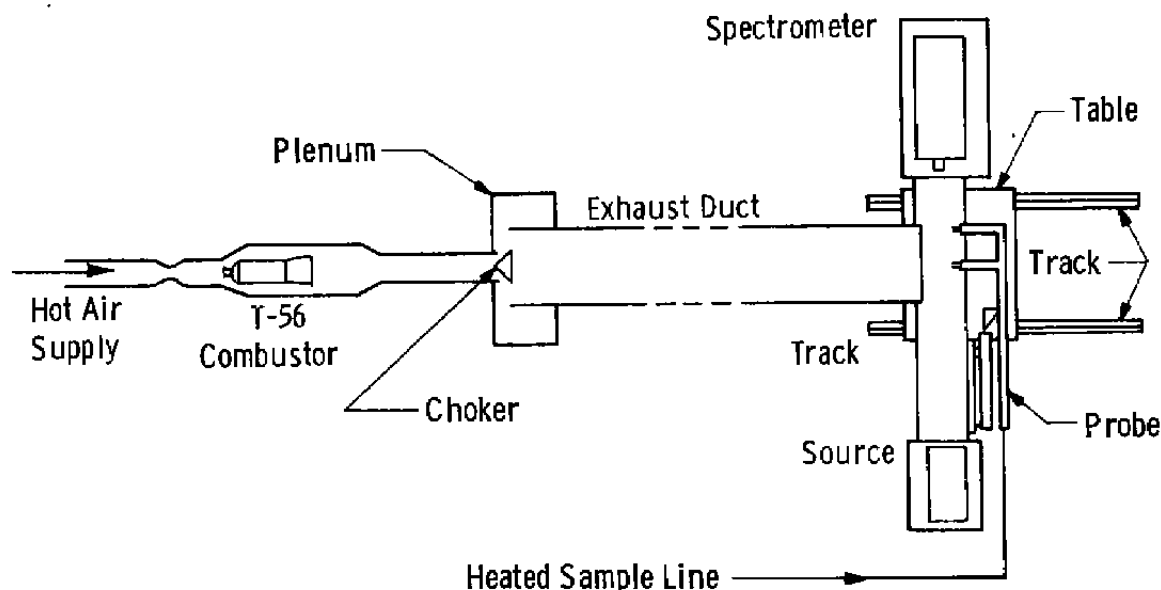 Spectrometer
Table
Plenum
Exhaust Duct
Track
Hot Air
Supply
T-56
Combustor
Track
Choker
Probe
Source
Heated Sample Line